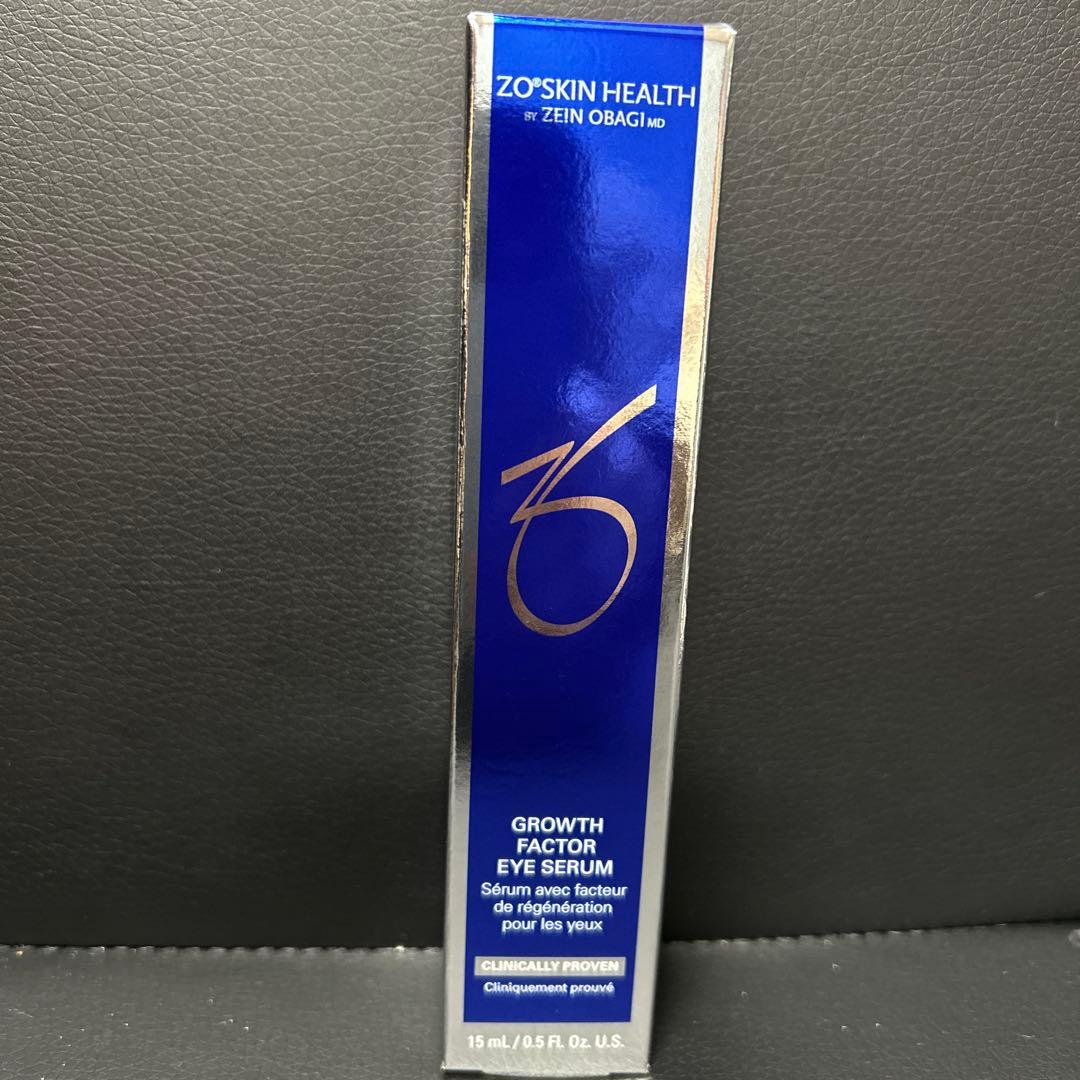 ZO®SKIN HEALTH
BY ZEIN OBAGI MD
ZO
GROWTH
FACTOR
EYE SERUM
Sérum avec facteur
de régénération
pour les yeux
CLINICALLY PROVEN
Cliniquement prouvé
15 mL / 0.5 Fl. Oz. U.S.